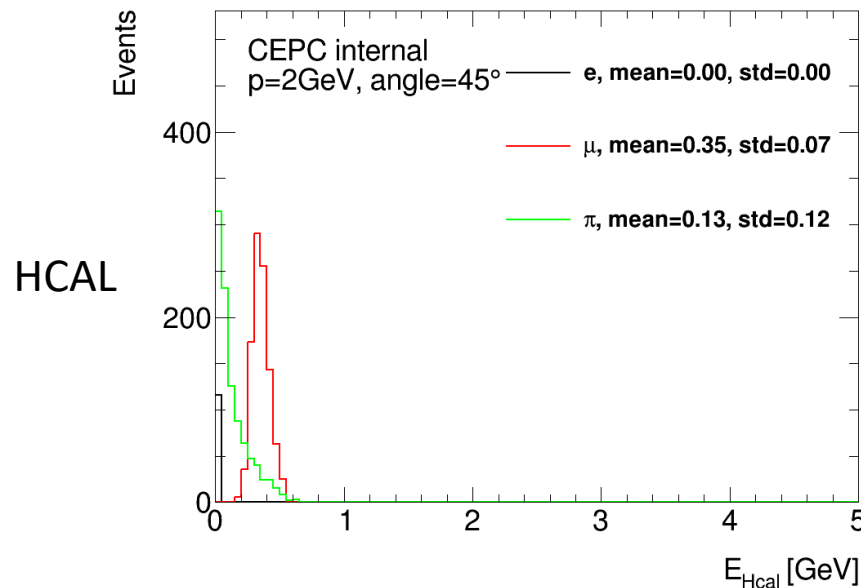 Events
CEPC internal
p=2GeV, angle=45°
e, mean=0.00, std=0.00
μ, mean=0.35, std=0.07
π, mean=0.13, std=0.12
HCAL
400
200
0
0 1 2 3 4 5
E_Hcal [GeV]